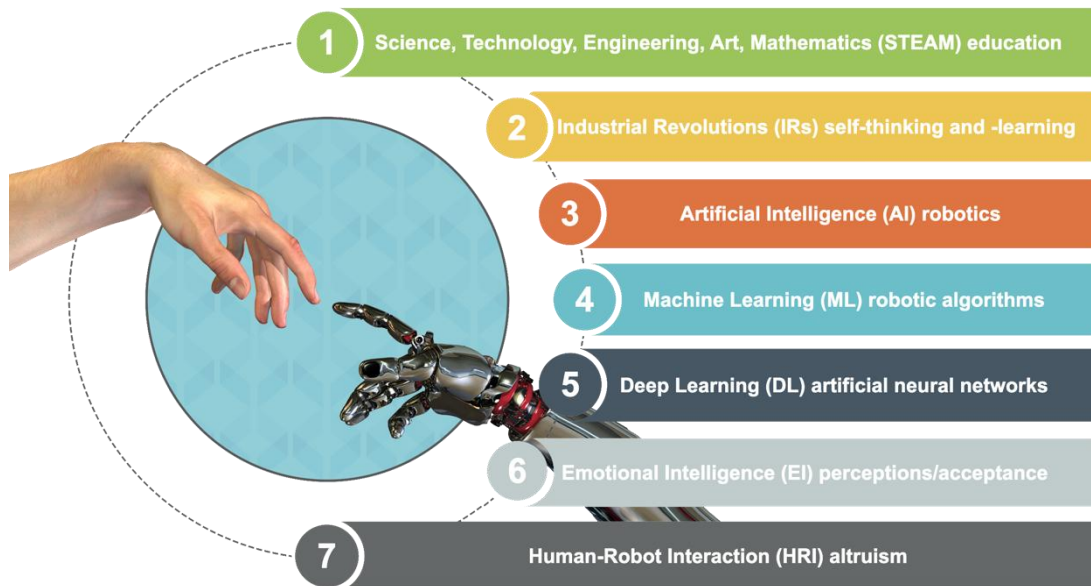 1 Science, Technology, Engineering, Art, Mathematics (STEAM) education
2 Industrial Revolutions (IRs) self-thinking and -learning
3 Artificial Intelligence (AI) robotics
4 Machine Learning (ML) robotic algorithms
5 Deep Learning (DL) artificial neural networks
6 Emotional Intelligence (EI) perceptions/acceptance
7 Human-Robot Interaction (HRI) altruism